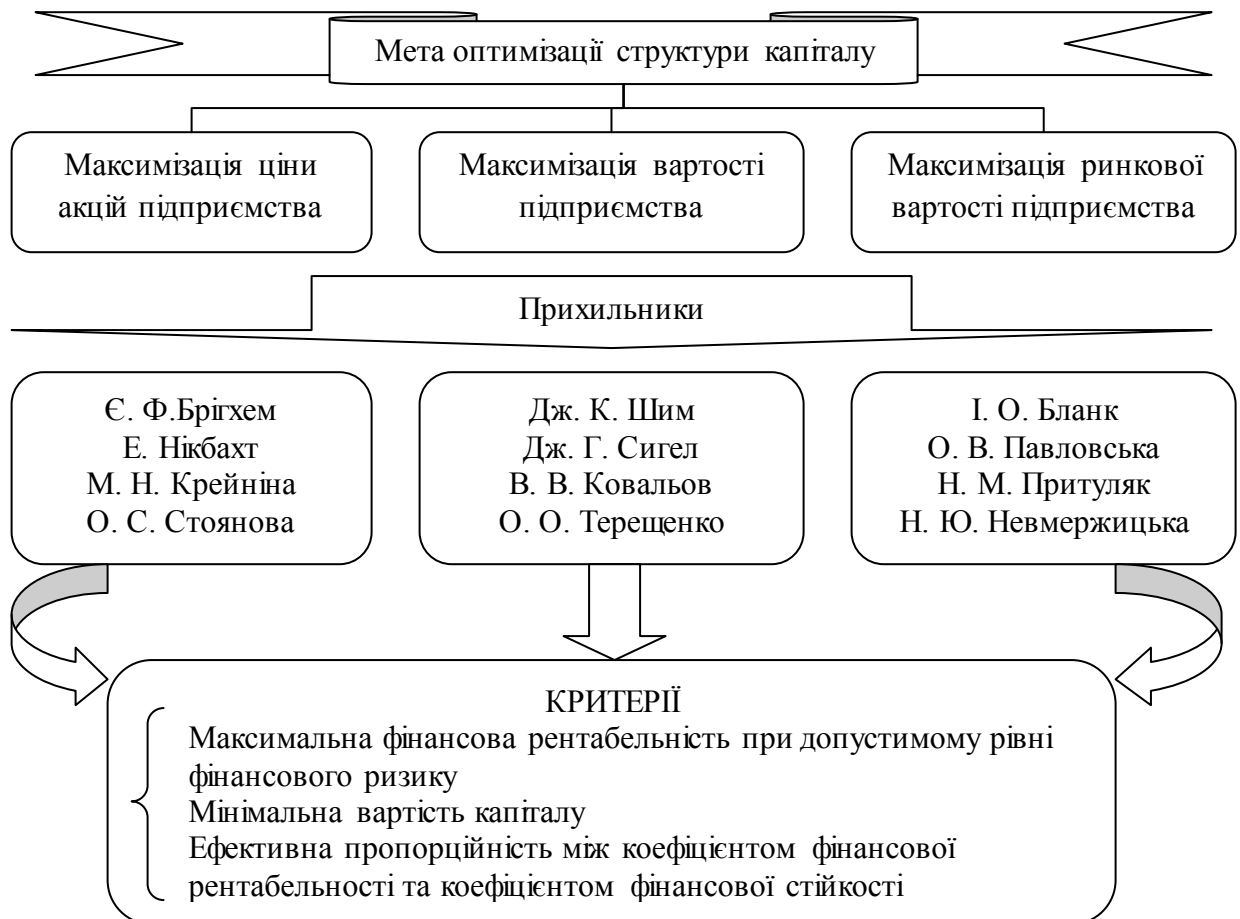 Мета оптимізації структури капіталу
Максимізація ціни
акцій підприємства
Максимізація вартості
підприємства
Максимізація ринкової
вартості підприємства
Прихильники
Є. Ф.Брігхем
Е. Нікбахт
М. Н. Крейніна
О. С. Стоянова
Дж. К. Шим
Дж. Г. Сигел
В. В. Ковальов
О. О. Терещенко
І. О. Бланк
О. В. Павловська
Н. М. Притуляк
Н. Ю. Невмержицька
КРИТЕРІЇ
Максимальна фінансова рентабельність при допустимому рівні
фінансового ризику
Мінімальна вартість капіталу
Ефективна пропорційність між коефіцієнтом фінансової
рентабельності та коефіцієнтом фінансової стійкості